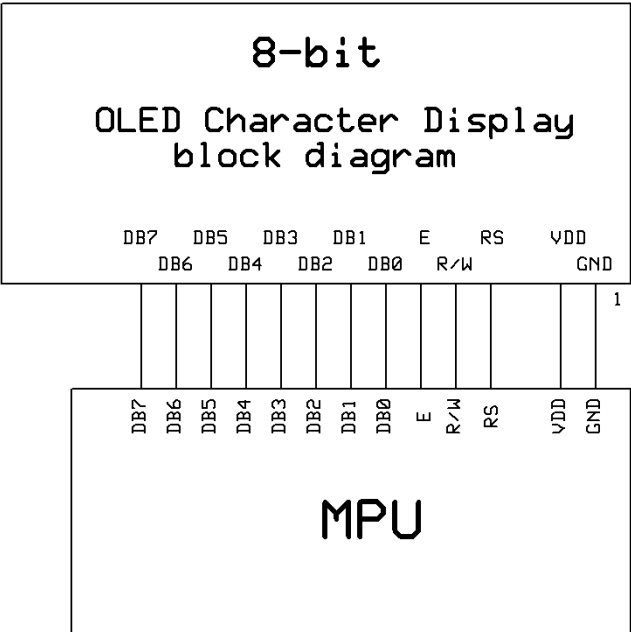 8-bit
OLED Character Display
block diagram
DB7 DB5 DB3 DB1 E RS VDD
DB6 DB4 DB2 DB0 R/W GND
1
DB7 DB6 DB5 DB4 DB3 DB2 DB1 DB0 E R/W RS VDD GND
MPU